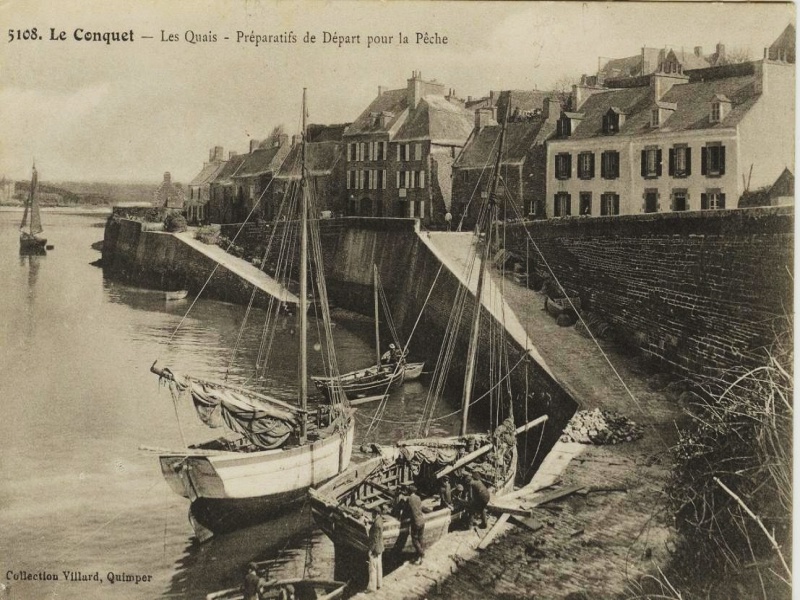 5108. Le Conquet — Les Quais - Préparatifs de Départ pour la Pêche
Collection Villard, Quimper